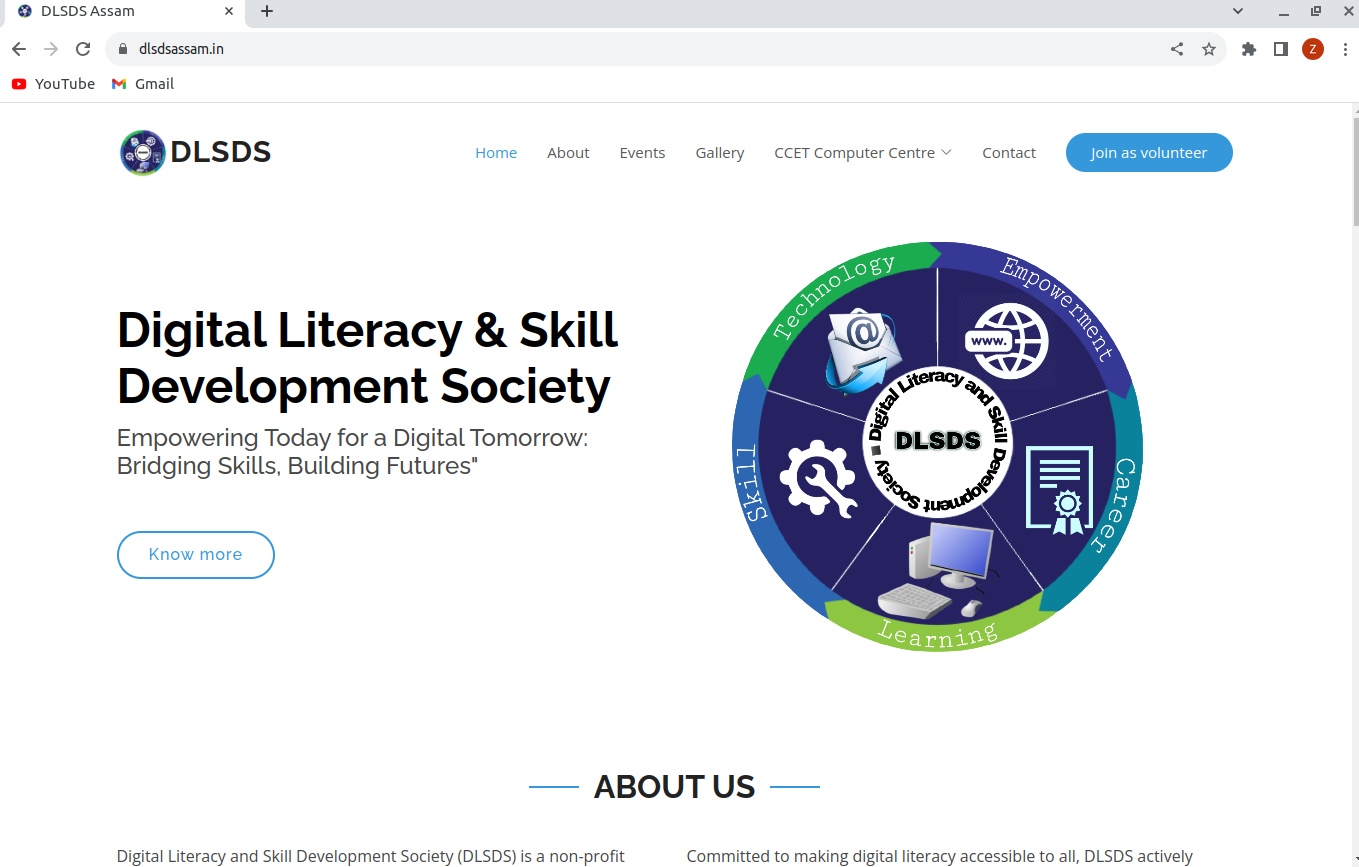 DLSDS Assam
dlsdsassam.in
Z
YouTube Gmail
DLSDS
Home About Events Gallery CCET Computer Centre Contact Join as volunteer
Digital Literacy & Skill
Development Society
Empowering Today for a Digital Tomorrow:
Bridging Skills, Building Futures"
Know more
Technology
Empowerment
Career
Learning
Skill
@
www.
Digital Literacy and Skill Development Society
DLSDS
ABOUT US
Digital Literacy and Skill Development Society (DLSDS) is a non-profit
Committed to making digital literacy accessible to all, DLSDS actively